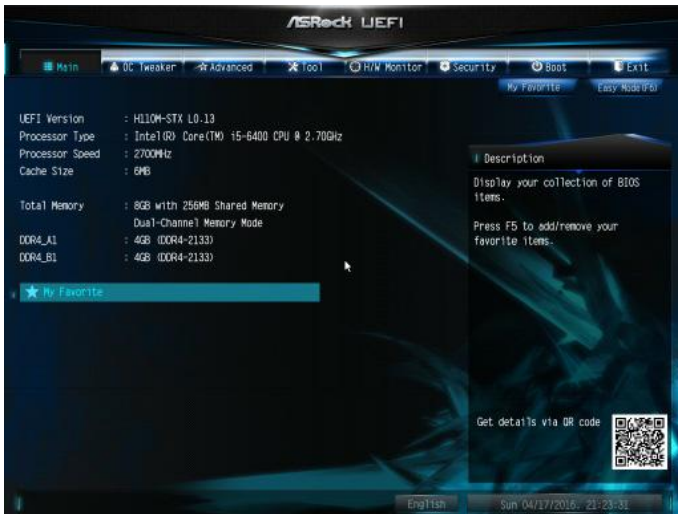 ASRock UEFI
Main OC Tweaker Advanced Tool H/W Monitor Security Boot Exit
My Favorite Easy Mode(F6)
UEFI Version : H110M-STX L0.13
Processor Type : Intel(R) Core(TM) i5-6400 CPU @ 2.70GHz
Processor Speed : 2700MHz
Cache Size : 6MB
Total Memory : 8GB with 256MB Shared Memory
Dual-Channel Memory Mode
DDR4_A1 : 4GB (DDR4-2133)
DDR4_B1 : 4GB (DDR4-2133)
My Favorite
Description
Display your collection of BIOS
items.
Press F5 to add/remove your
favorite items.
Get details via QR code
English Sun 04/17/2016, 21:23:31